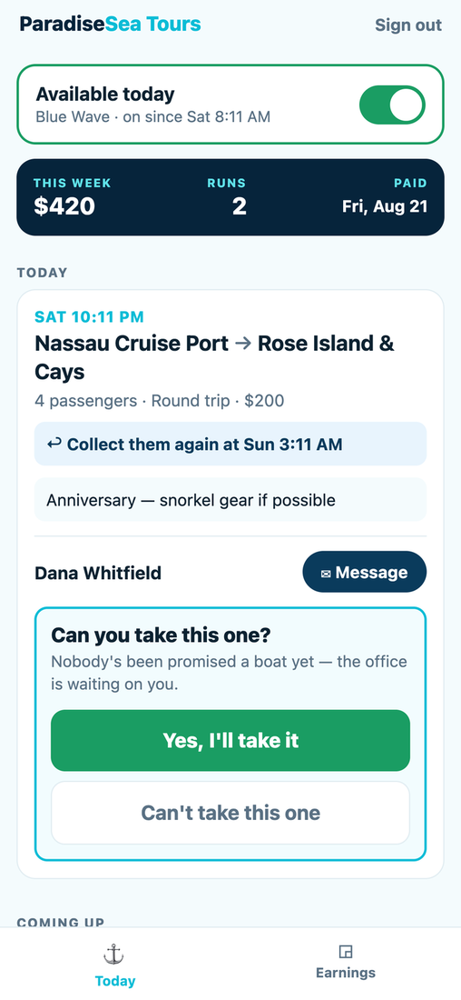 ParadiseSea Tours
Sign out
Available today
Blue Wave · on since Sat 8:11 AM
THIS WEEK
RUNS
PAID
$420
2
Fri, Aug 21
TODAY
SAT 10:11 PM
Nassau Cruise Port → Rose Island &
Cays
4 passengers · Round trip · $200
↩ Collect them again at Sun 3:11 AM
Anniversary — snorkel gear if possible
Dana Whitfield
✉ Message
Can you take this one?
Nobody's been promised a boat yet — the office
is waiting on you.
Yes, I'll take it
Can't take this one
COMING UP
Today
Earnings